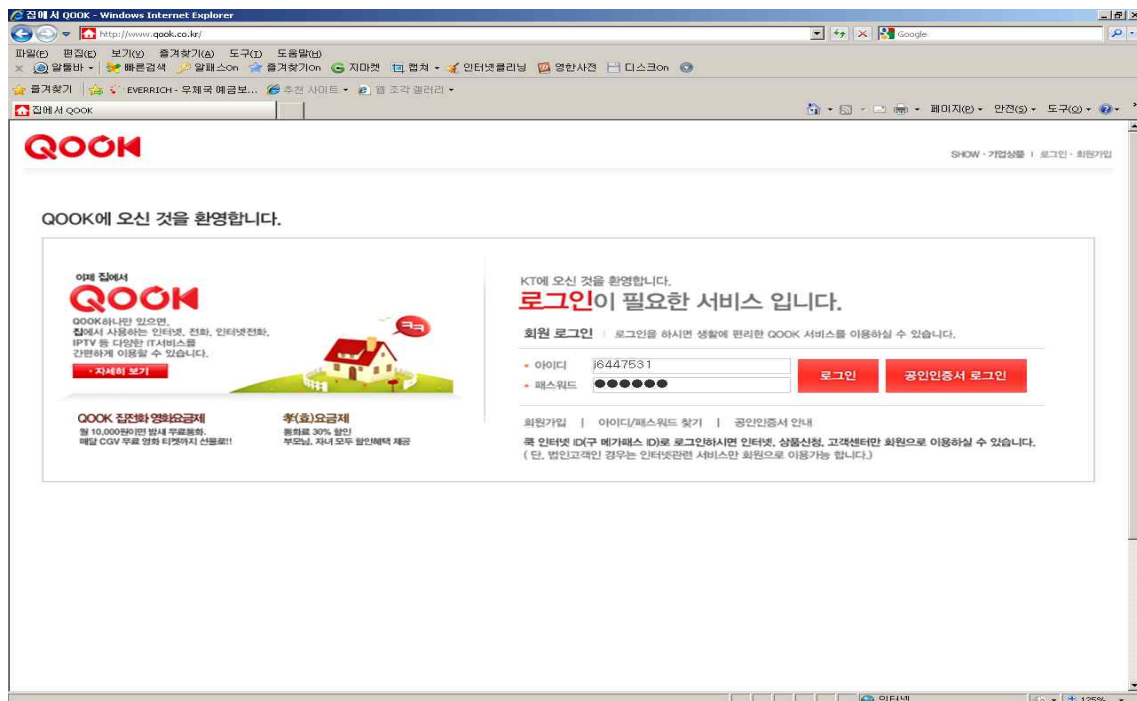 집에서 QOOK - Windows Internet Explorer
http://www.qook.co.kr/
Google
파일(F) 편집(E) 보기(V) 즐겨찾기(A) 도구(T) 도움말(H)
알툴바 빠른검색 알패스on 즐겨찾기on 지마켓 캡쳐 인터넷클리닝 영한사전 디스크on
즐겨찾기 EVERRICH - 우체국 예금보... 추천 사이트 웹 조각 갤러리
집에서 QOOK
페이지(P) 안전(S) 도구(O)
QOOK
SHOW · 기업상품 | 로그인 · 회원가입
QOOK에 오신 것을 환영합니다.
이제 집에서
QOOK
QOOK하나만 있으면,
집에서 사용하는 인터넷, 전화, 인터넷전화,
IPTV 등 다양한 IT서비스를
간편하게 이용할 수 있습니다.
· 자세히 보기
ㅋㅋ
QOOK 집전화 영화요금제
월 10,000원이면 밤새 무료통화.
매달 CGV 무료 영화 티켓까지 선물로!!
孝(효)요금제
통화료 30% 할인
부모님, 자녀 모두 할인혜택 제공
KT에 오신 것을 환영합니다.
로그인이 필요한 서비스 입니다.
회원 로그인 | 로그인을 하시면 생활에 편리한 QOOK 서비스를 이용하실 수 있습니다.
아이디 j6447531
패스워드 ●●●●●●
로그인
공인인증서 로그인
회원가입 | 아이디/패스워드 찾기 | 공인인증서 안내
쿡 인터넷 ID(구 메가패스 ID)로 로그인하시면 인터넷, 상품신청, 고객센터만 회원으로 이용하실 수 있습니다.
( 단, 법인고객인 경우는 인터넷관련 서비스만 회원으로 이용가능 합니다.)
인터넷
125%